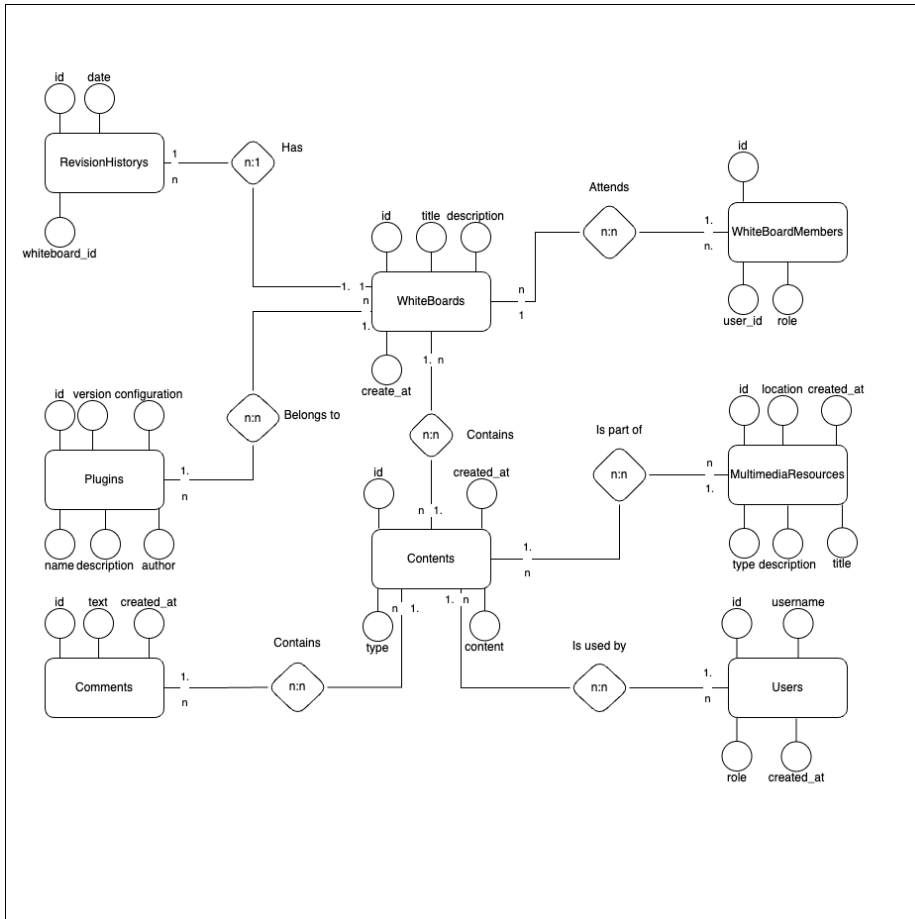 id date
RevisionHistorys
1
n
n:1
Has
whiteboard_id
id
WhiteBoardMembers
1.
n.
user_id role
Attends
n:n
id title description
WhiteBoards
1. 1
n
1.
n
1
1. n
create_at
id version configuration
Plugins
1.
n
name description author
n:n
Belongs to
n:n
Contains
Is part of
n:n
id location created_at
MultimediaResources
n
1.
type description title
id created_at
n 1.
Contents
1.
n
n 1.
1. n
type content
id text created_at
Comments
1.
n
Contains
n:n
Is used by
n:n
id username
Users
1.
n
role created_at